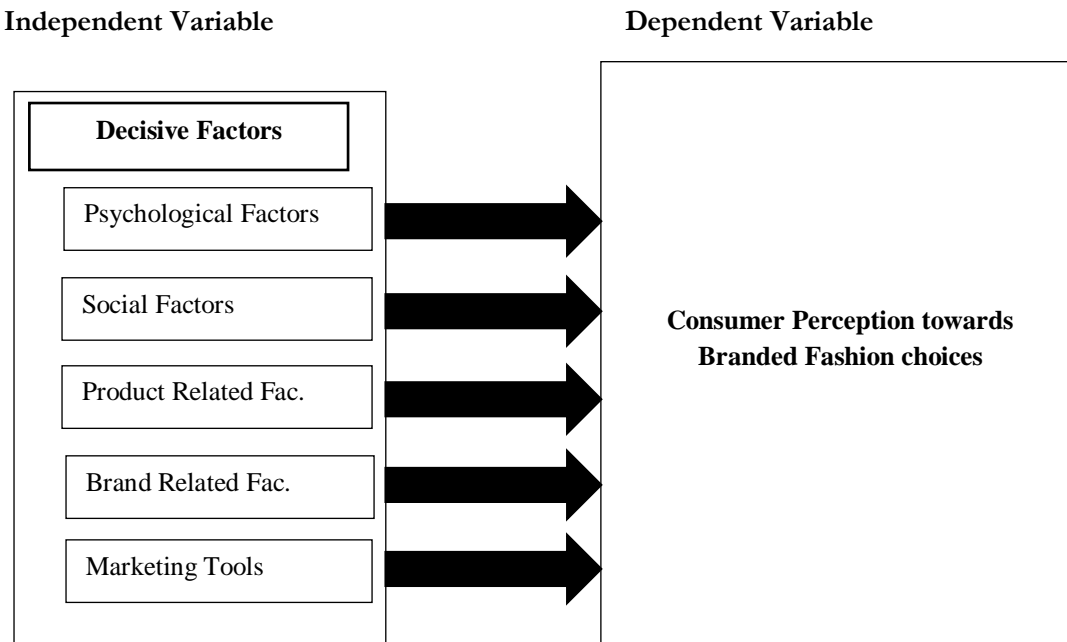 Independent Variable
Dependent Variable
Decisive Factors
Psychological Factors
Social Factors
Product Related Fac.
Brand Related Fac.
Marketing Tools
Consumer Perception towards
Branded Fashion choices